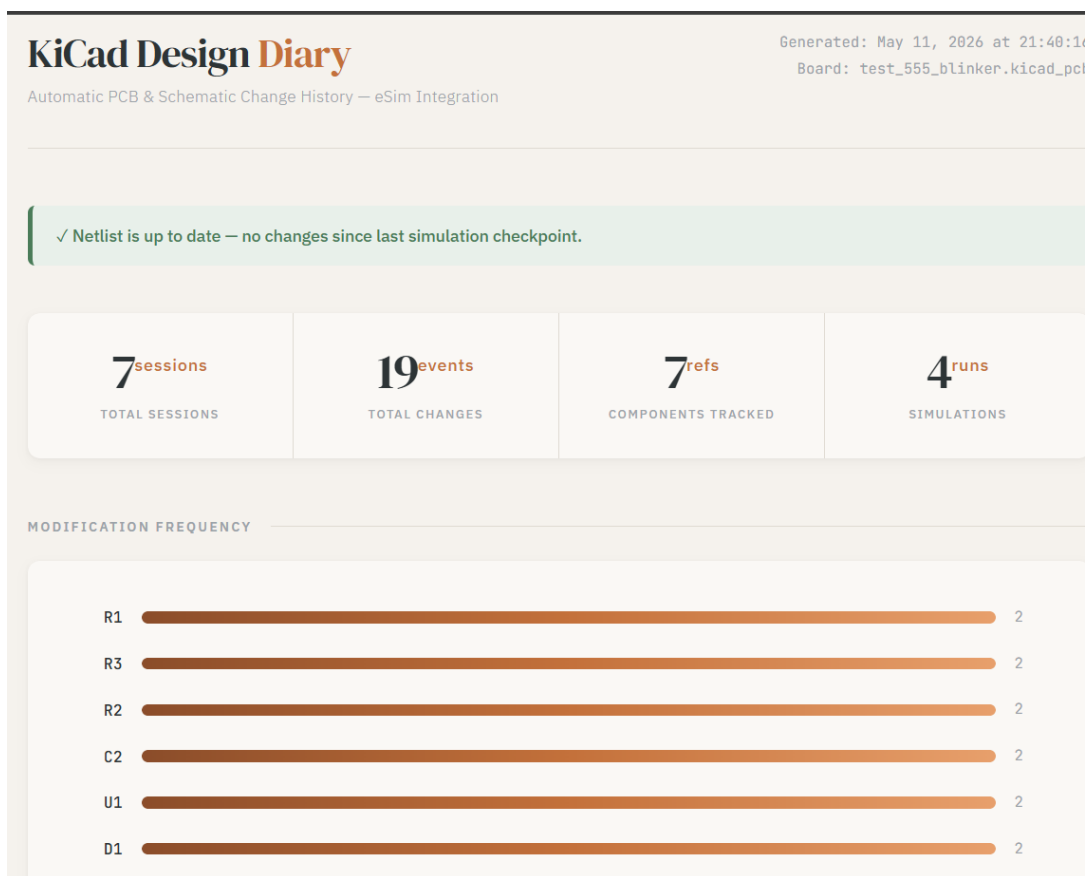 KiCad Design Diary
Generated: May 11, 2026 at 21:40:16
Board: test_555_blinker.kicad_pcb
Automatic PCB & Schematic Change History — eSim Integration
✓ Netlist is up to date — no changes since last simulation checkpoint.
7sessions
TOTAL SESSIONS
19events
TOTAL CHANGES
7refs
COMPONENTS TRACKED
4runs
SIMULATIONS
MODIFICATION FREQUENCY
R1 2
R3 2
R2 2
C2 2
U1 2
D1 2